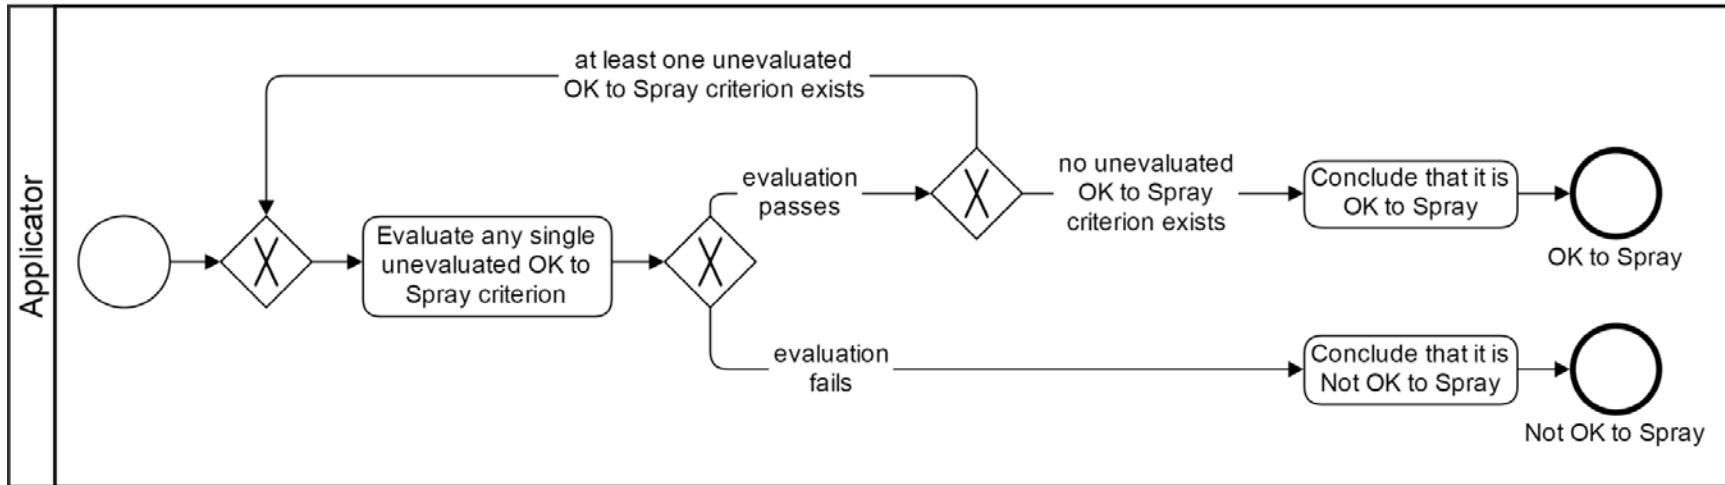 Applicator
at least one unevaluated
OK to Spray criterion exists
Evaluate any single
unevaluated OK to
Spray criterion
evaluation
passes
no unevaluated
OK to Spray
criterion exists
Conclude that it is
OK to Spray
OK to Spray
evaluation
fails
Conclude that it is
Not OK to Spray
Not OK to Spray